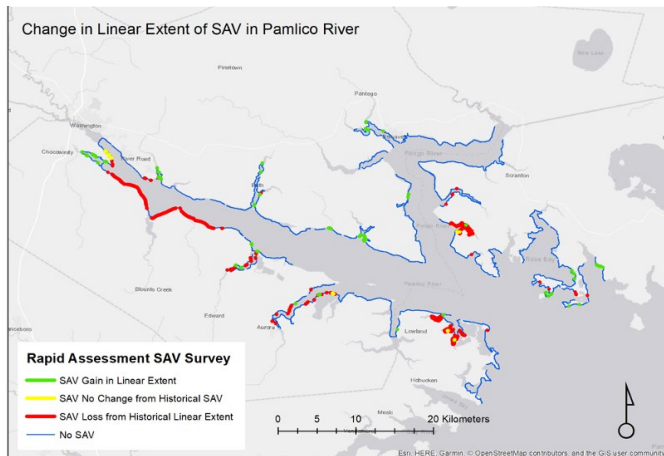 Change in Linear Extent of SAV in Pamlico River
Pinetown
Pantego
Washington
Chocowinity
River Road
Bath
Scranton
Pungo River
Rose Bay
Pamlico River
Blounts Creek
Edward
Aurora
Lowland
Hobucken
Mesic
Rapid Assessment SAV Survey
SAV Gain in Linear Extent
SAV No Change from Historical SAV
SAV Loss from Historical Linear Extent
No SAV
0 5 10 20 Kilometers
Esri, HERE, Garmin, © OpenStreetMap contributors, and the GIS user community